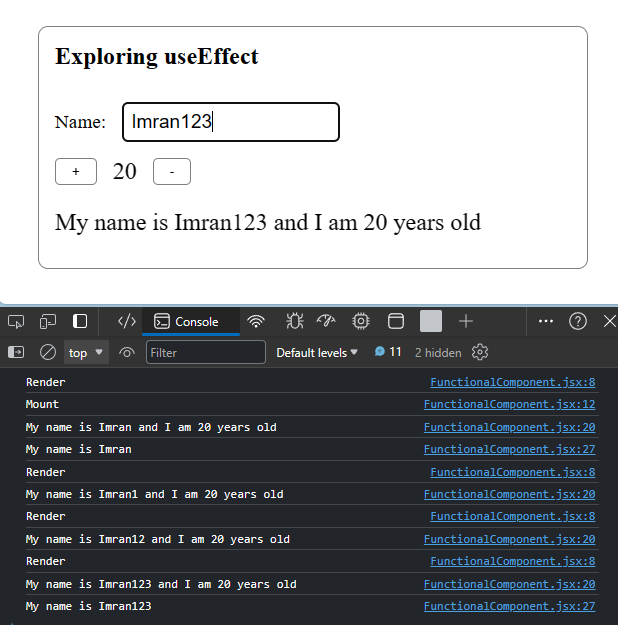 Exploring useEffect
Name: Imran123
+ 20 -
My name is Imran123 and I am 20 years old
Console
top Filter Default levels 11 2 hidden
Render FunctionalComponent.jsx:8
Mount FunctionalComponent.jsx:12
My name is Imran and I am 20 years old FunctionalComponent.jsx:20
My name is Imran FunctionalComponent.jsx:27
Render FunctionalComponent.jsx:8
My name is Imran1 and I am 20 years old FunctionalComponent.jsx:20
Render FunctionalComponent.jsx:8
My name is Imran12 and I am 20 years old FunctionalComponent.jsx:20
Render FunctionalComponent.jsx:8
My name is Imran123 and I am 20 years old FunctionalComponent.jsx:20
My name is Imran123 FunctionalComponent.jsx:27